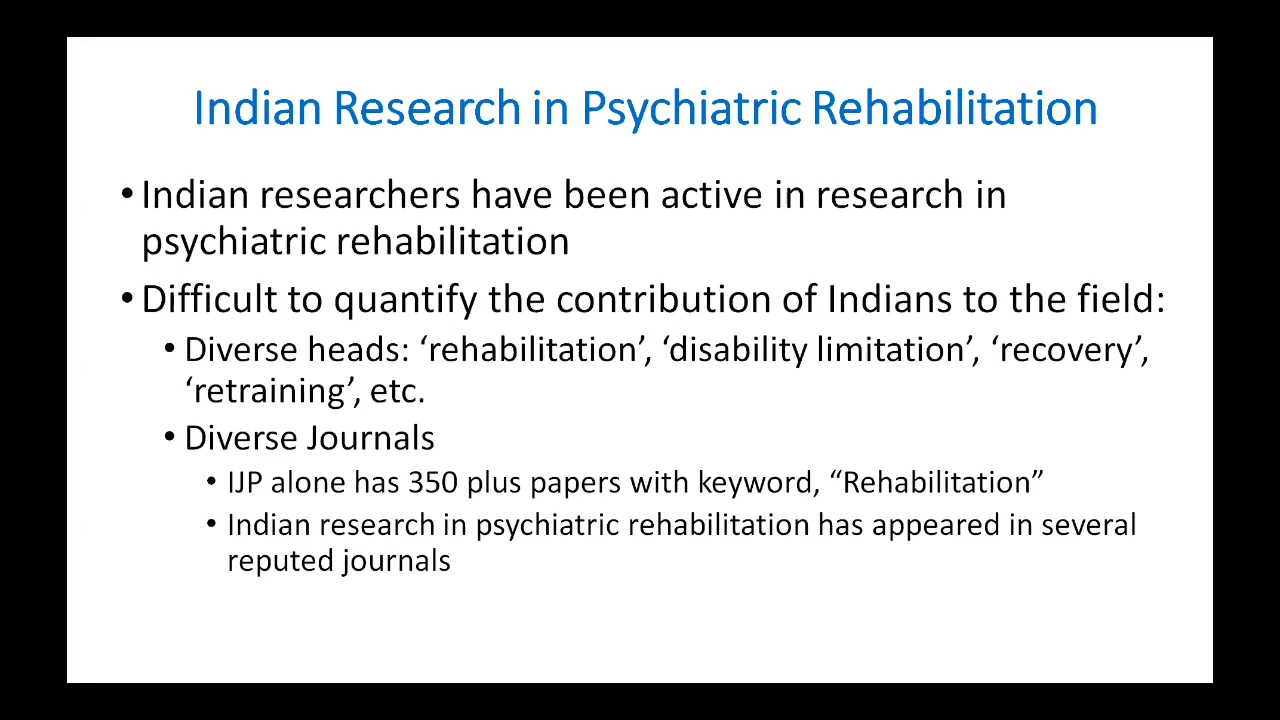 Indian Research in Psychiatric Rehabilitation
• Indian researchers have been active in research in
psychiatric rehabilitation
• Difficult to quantify the contribution of Indians to the field:
• Diverse heads: ‘rehabilitation’, ‘disability limitation’, ‘recovery’,
‘retraining’, etc.
• Diverse Journals
• IJP alone has 350 plus papers with keyword, “Rehabilitation”
• Indian research in psychiatric rehabilitation has appeared in several
reputed journals